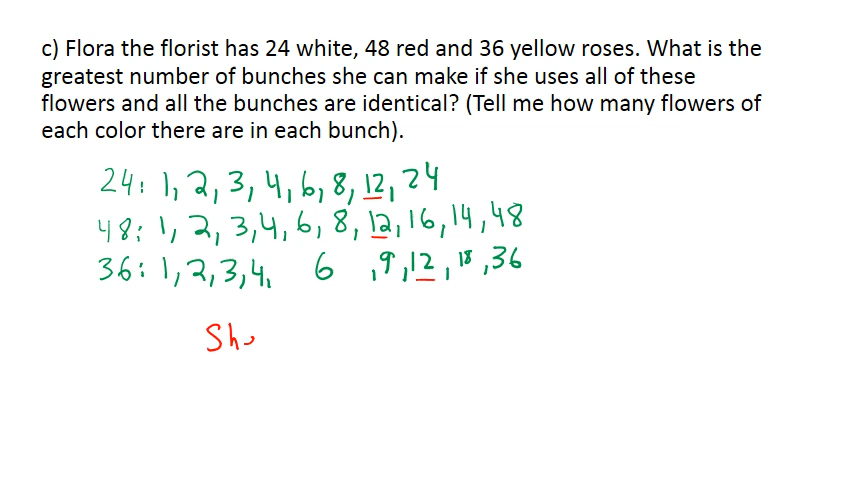 c) Flora the florist has 24 white, 48 red and 36 yellow roses. What is the
greatest number of bunches she can make if she uses all of these
flowers and all the bunches are identical? (Tell me how many flowers of
each color there are in each bunch).
24: 1, 2, 3, 4, 6, 8, 12, 24
48: 1, 2, 3, 4, 6, 8, 12, 16, 14, 48
36: 1, 2, 3, 4, 6 , 9, 12, 18, 36
Sh